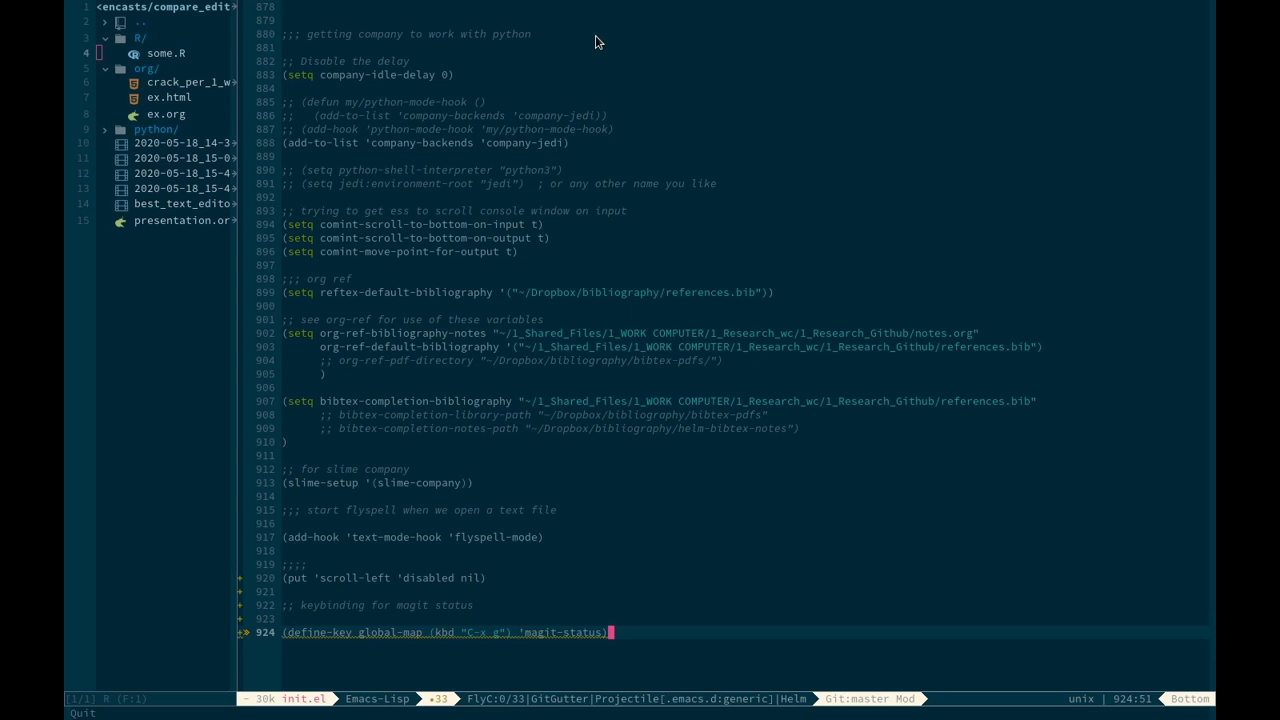 1 <encasts/compare_edit
2 > ..
3 R/
4 some.R
5 org/
6 crack_per_1_w
7 ex.html
8 ex.org
9 > python/
10 2020-05-18_14-3
11 2020-05-18_15-0
12 2020-05-18_15-4
13 2020-05-18_15-4
14 best_text_edito
15 presentation.or
878
879
880 ;;; getting company to work with python
881
882 ;; Disable the delay
883 (setq company-idle-delay 0)
884
885 ;; (defun my/python-mode-hook ()
886 ;;   (add-to-list 'company-backends 'company-jedi))
887 ;; (add-hook 'python-mode-hook 'my/python-mode-hook)
888 (add-to-list 'company-backends 'company-jedi)
889
890 ;; (setq python-shell-interpreter "python3")
891 ;; (setq jedi:environment-root "jedi")  ; or any other name you like
892
893 ;; trying to get ess to scroll console window on input
894 (setq comint-scroll-to-bottom-on-input t)
895 (setq comint-scroll-to-bottom-on-output t)
896 (setq comint-move-point-for-output t)
897
898 ;;; org ref
899 (setq reftex-default-bibliography '("~/Dropbox/bibliography/references.bib"))
900
901 ;; see org-ref for use of these variables
902 (setq org-ref-bibliography-notes "~/1_Shared_Files/1_WORK COMPUTER/1_Research_wc/1_Research_Github/notes.org"
903       org-ref-default-bibliography '("~/1_Shared_Files/1_WORK COMPUTER/1_Research_wc/1_Research_Github/references.bib")
904       ;; org-ref-pdf-directory "~/Dropbox/bibliography/bibtex-pdfs/")
905       )
906
907 (setq bibtex-completion-bibliography "~/1_Shared_Files/1_WORK COMPUTER/1_Research_wc/1_Research_Github/references.bib"
908       ;; bibtex-completion-library-path "~/Dropbox/bibliography/bibtex-pdfs"
909       ;; bibtex-completion-notes-path "~/Dropbox/bibliography/helm-bibtex-notes")
910 )
911
912 ;; for slime company
913 (slime-setup '(slime-company))
914
915 ;;; start flyspell when we open a text file
916
917 (add-hook 'text-mode-hook 'flyspell-mode)
918
919 ;;;;
+ 920 (put 'scroll-left 'disabled nil)
+ 921
+ 922 ;; keybinding for magit status
+ 923
+» 924 (define-key global-map (kbd "C-x g") 'magit-status)
[1/1] R (F:1) - 30k init.el Emacs-Lisp •33 FlyC:0/33|GitGutter|Projectile[.emacs.d:generic]|Helm Git:master Mod unix | 924:51 Bottom
Quit